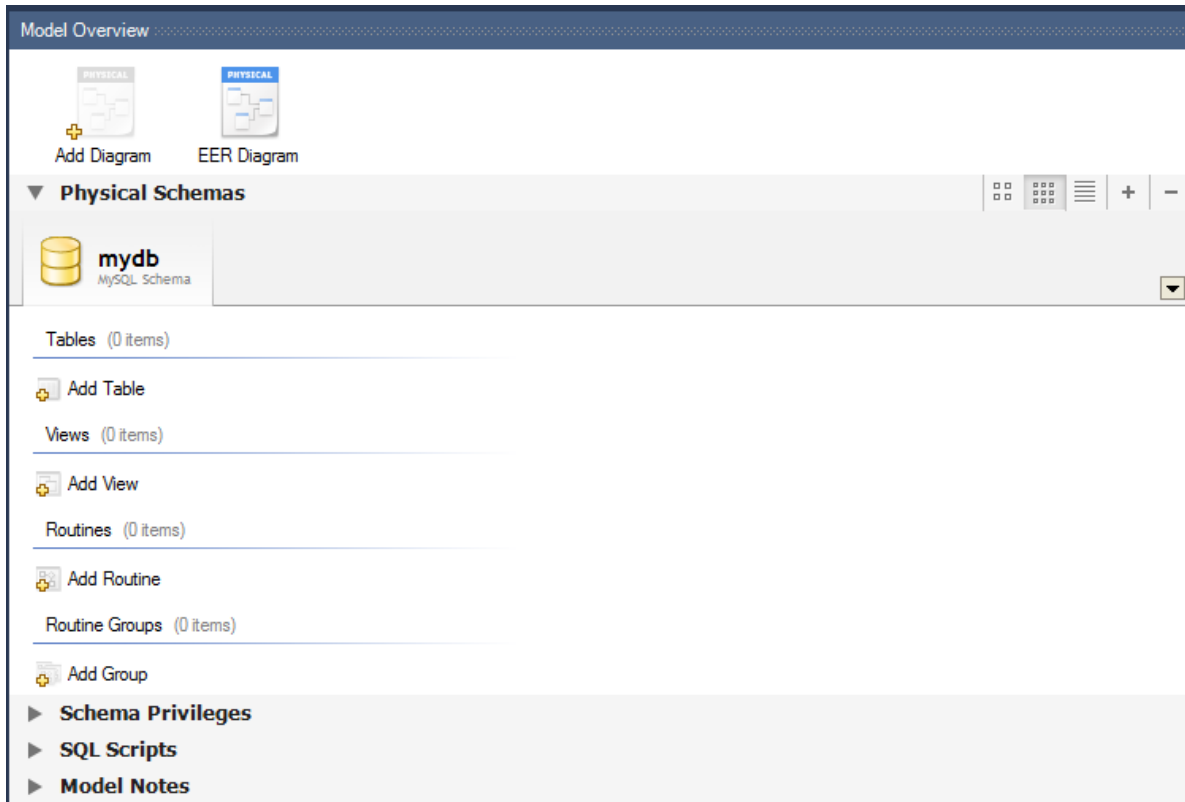 Model Overview
PHYSICAL PHYSICAL
Add Diagram EER Diagram
Physical Schemas
mydb
MySQL Schema
Tables (0 items)
Add Table
Views (0 items)
Add View
Routines (0 items)
Add Routine
Routine Groups (0 items)
Add Group
Schema Privileges
SQL Scripts
Model Notes